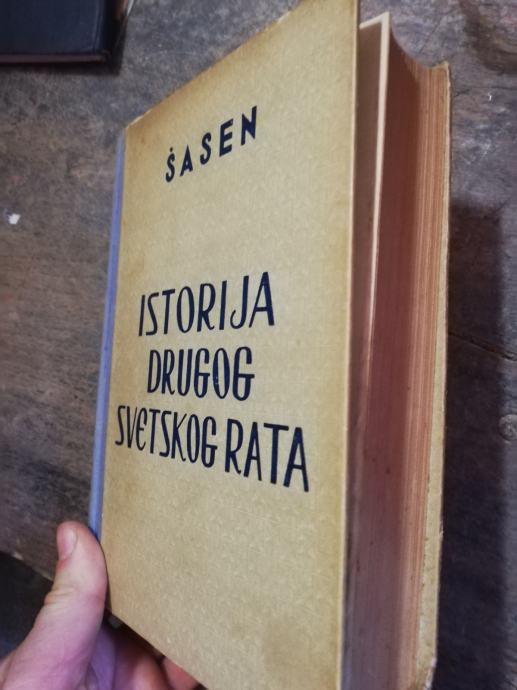 ŠASEN
ISTORIJA
DRUGOG
SVETSKOG RATA